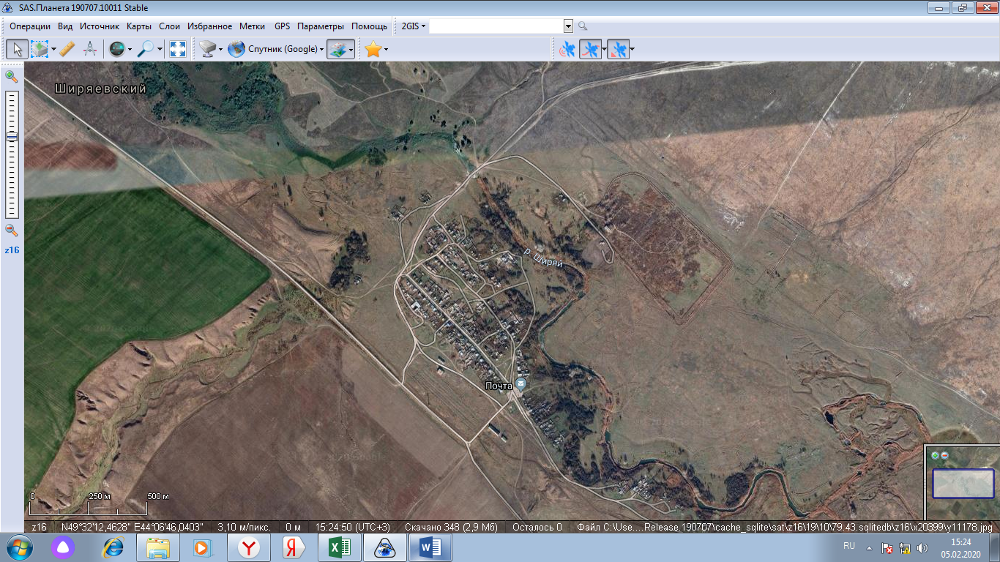 SAS.Планета 190707.10011 Stable
Операции Вид Источник Карты Слои Избранное Метки GPS Параметры Помощь 2GIS
Спутник (Google)
Ширяевский
z16
р. Ширяй
Почта
0 250 м 500 м
z16 N49°32'12,4628" E44°06'46,0403" 3,10 м/пикс. 0 м 15:24:50 (UTC+3) Скачано 348 (2,9 Мб) Осталось 0 Файл C:\Use....Release.190707\cache_sqlite\sat\z16\19\10\79.43.sqlitedb\z16\x20399\y11178.jpg
RU 15:24
05.02.2020